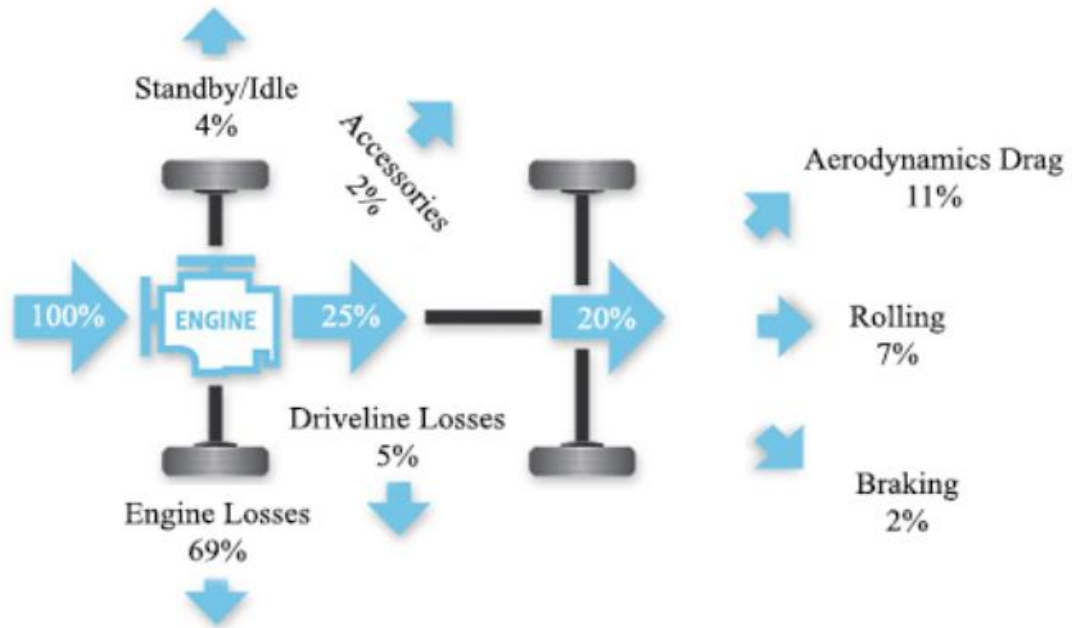 Standby/Idle
4%
Accessories
2%
100%
ENGINE
25%
20%
Aerodynamics Drag
11%
Rolling
7%
Driveline Losses
5%
Braking
2%
Engine Losses
69%